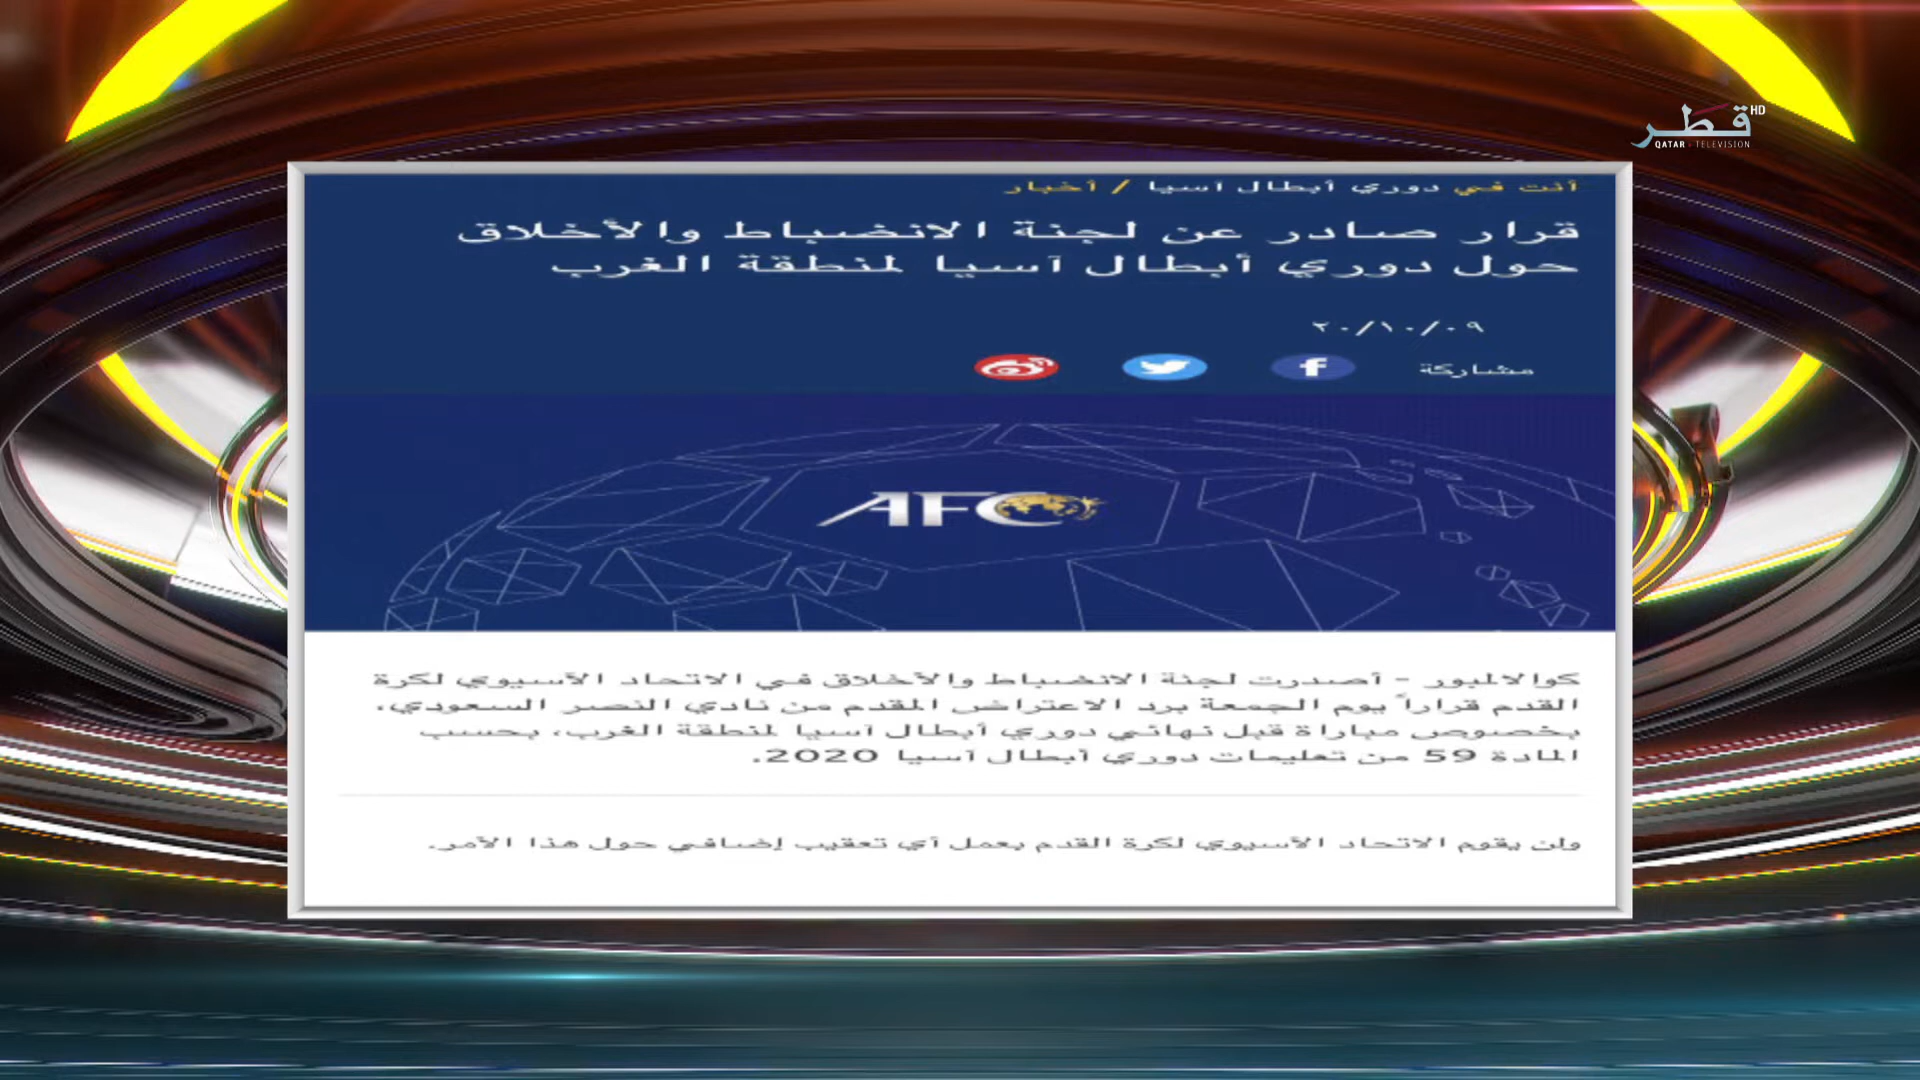 قطر HD
QATAR TELEVISION
أنت في دوري أبطال آسيا / أخبار
قرار صادر عن لجنة الانضباط والأخلاق
حول دوري أبطال آسيا لمنطقة الغرب
٢٠/١٠/٠٩
مشاركة
AFC
كوالالمبور - أصدرت لجنة الانضباط والأخلاق في الاتحاد الآسيوي لكرة
القدم قراراً يوم الجمعة برد الاعتراض المقدم من نادي النصر السعودي،
بخصوص مباراة قبل نهائي دوري أبطال آسيا لمنطقة الغرب، بحسب
المادة 59 من تعليمات دوري أبطال آسيا 2020.
ولن يقوم الاتحاد الآسيوي لكرة القدم بعمل أي تعقيب إضافي حول هذا الأمر.